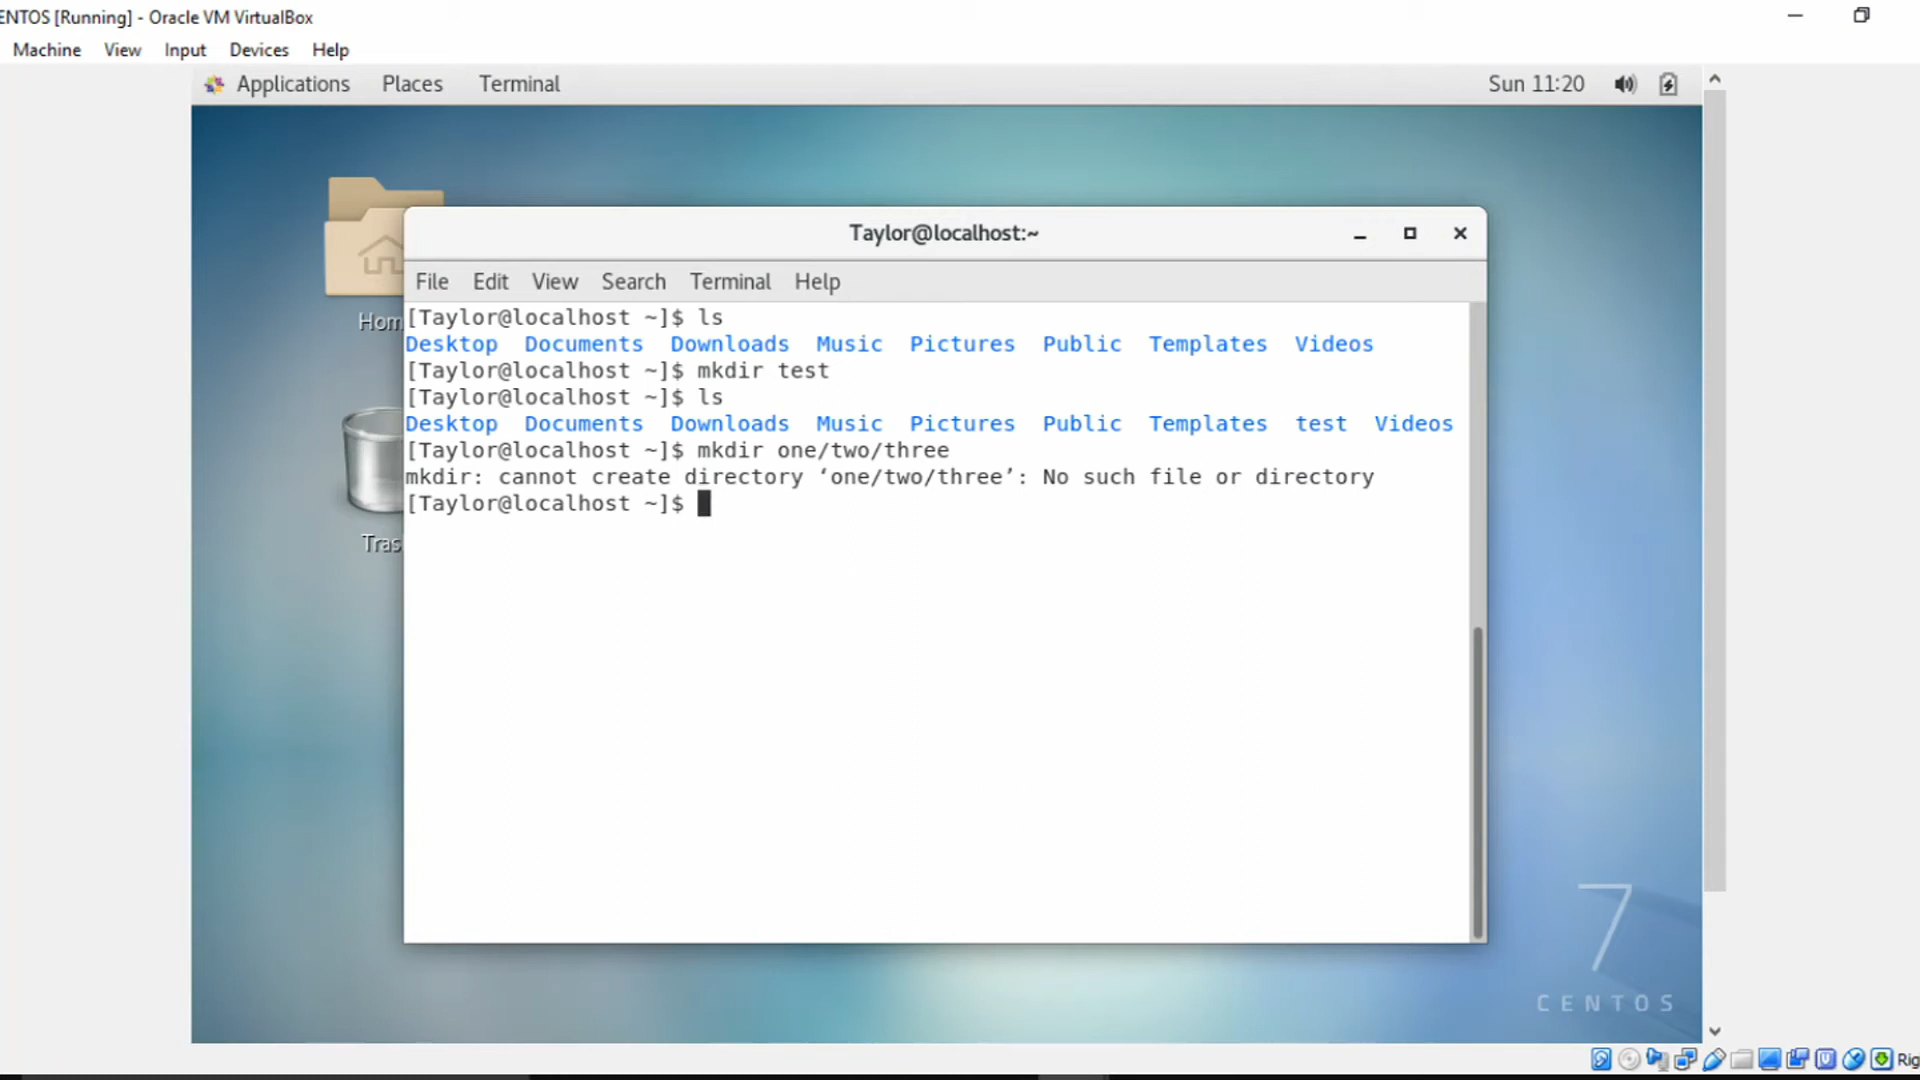 ENTOS [Running] - Oracle VM VirtualBox
Machine View Input Devices Help
Applications Places Terminal Sun 11:20
Taylor@localhost:~
File Edit View Search Terminal Help
[Taylor@localhost ~]$ ls
Desktop Documents Downloads Music Pictures Public Templates Videos
[Taylor@localhost ~]$ mkdir test
[Taylor@localhost ~]$ ls
Desktop Documents Downloads Music Pictures Public Templates test Videos
[Taylor@localhost ~]$ mkdir one/two/three
mkdir: cannot create directory ‘one/two/three’: No such file or directory
[Taylor@localhost ~]$
Hom
Tras
7
CENTOS
Rig